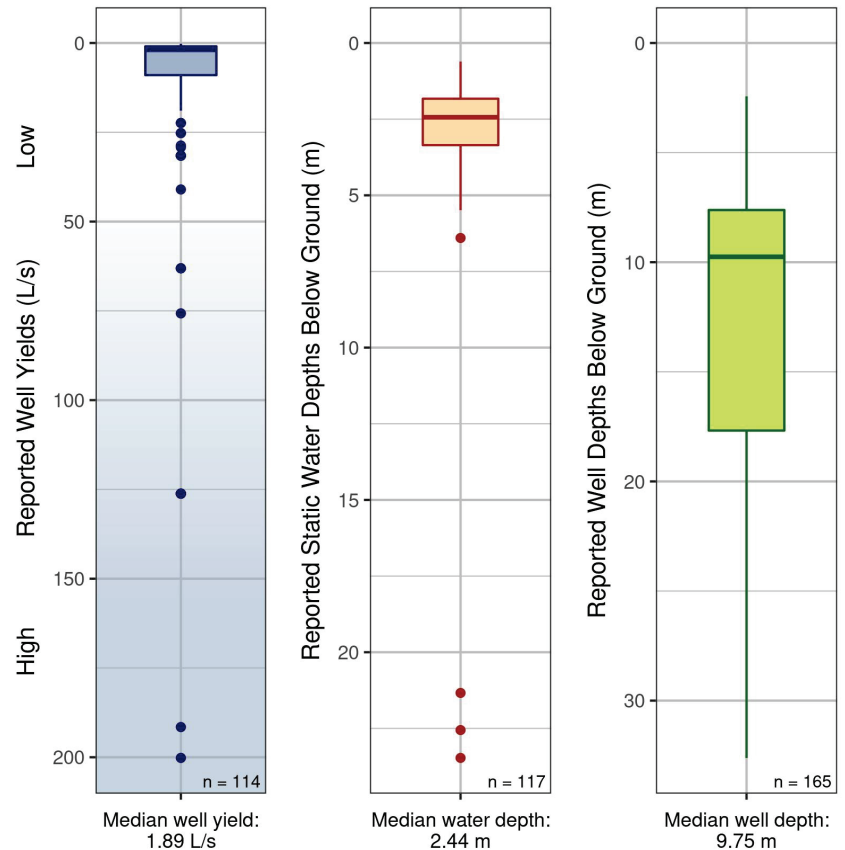 Reported Well Yields (L/s)
Low
High
0
50
100
150
200
n = 114
Median well yield:
1.89 L/s
Reported Static Water Depths Below Ground (m)
0
5
10
15
20
n = 117
Median water depth:
2.44 m
Reported Well Depths Below Ground (m)
0
10
20
30
n = 165
Median well depth:
9.75 m